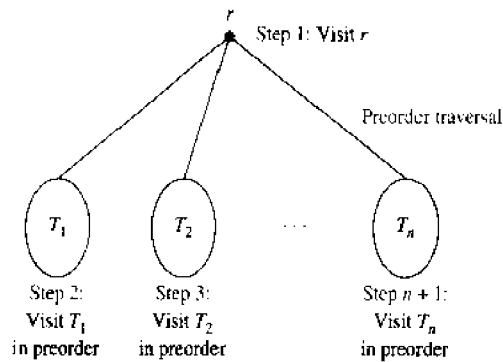 r
Step 1: Visit r
Preorder traversal
T1
T2
. . .
Tn
Step 2:
Visit T1
in preorder
Step 3:
Visit T2
in preorder
Step n + 1:
Visit Tn
in preorder